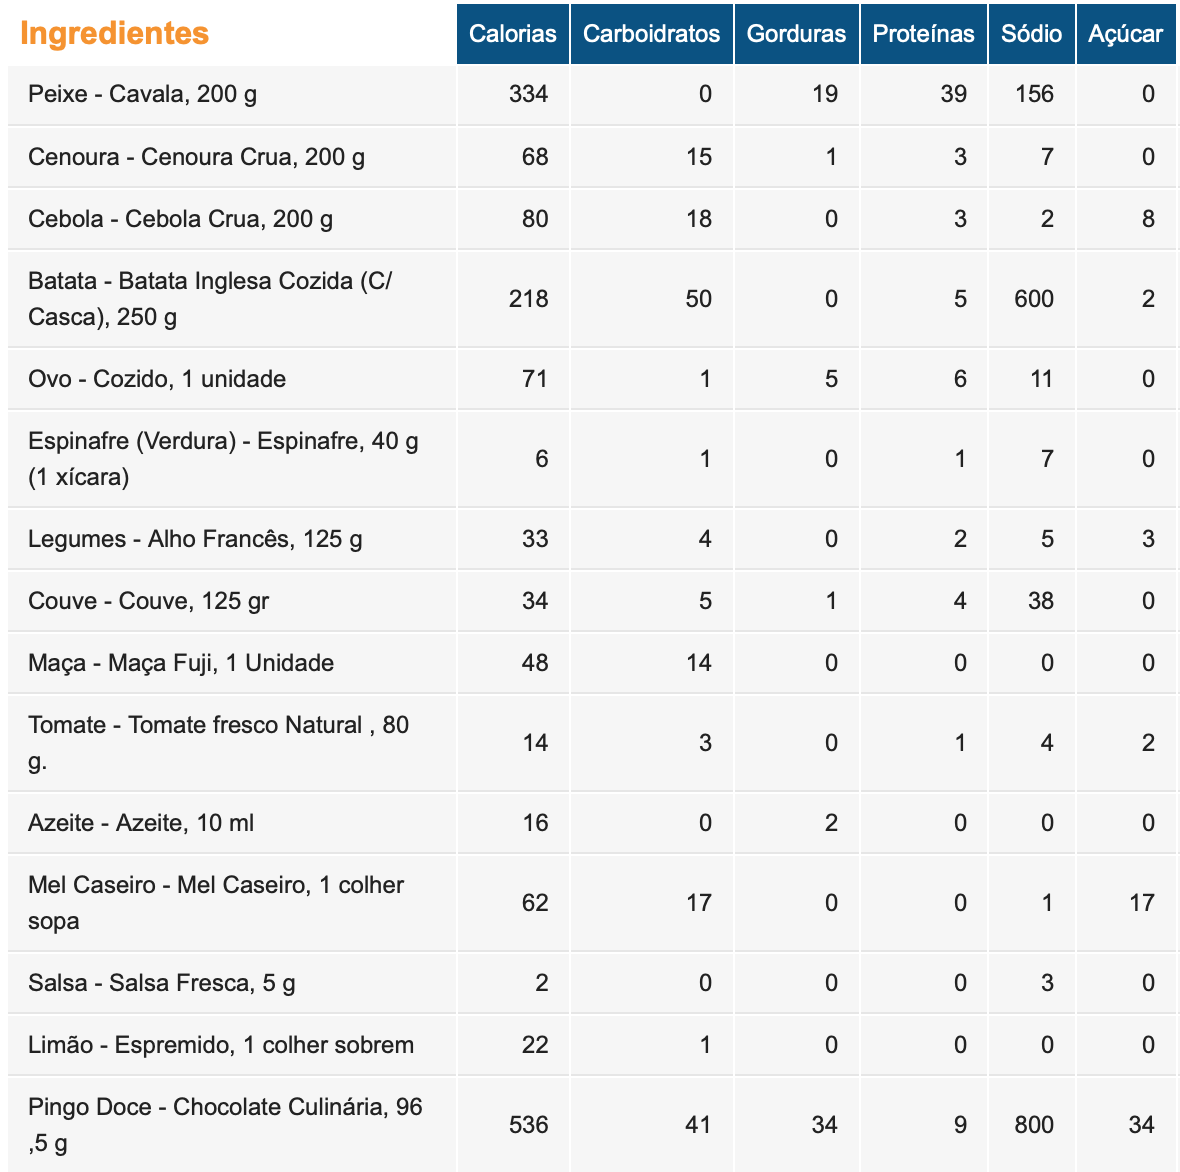 Ingredientes Calorias Carboidratos Gorduras Proteínas Sódio Açúcar
Peixe - Cavala, 200 g 334 0 19 39 156 0
Cenoura - Cenoura Crua, 200 g 68 15 1 3 7 0
Cebola - Cebola Crua, 200 g 80 18 0 3 2 8
Batata - Batata Inglesa Cozida (C/
Casca), 250 g 218 50 0 5 600 2
Ovo - Cozido, 1 unidade 71 1 5 6 11 0
Espinafre (Verdura) - Espinafre, 40 g
(1 xícara) 6 1 0 1 7 0
Legumes - Alho Francês, 125 g 33 4 0 2 5 3
Couve - Couve, 125 gr 34 5 1 4 38 0
Maça - Maça Fuji, 1 Unidade 48 14 0 0 0 0
Tomate - Tomate fresco Natural , 80
g. 14 3 0 1 4 2
Azeite - Azeite, 10 ml 16 0 2 0 0 0
Mel Caseiro - Mel Caseiro, 1 colher
sopa 62 17 0 0 1 17
Salsa - Salsa Fresca, 5 g 2 0 0 0 3 0
Limão - Espremido, 1 colher sobrem 22 1 0 0 0 0
Pingo Doce - Chocolate Culinária, 96
,5 g 536 41 34 9 800 34